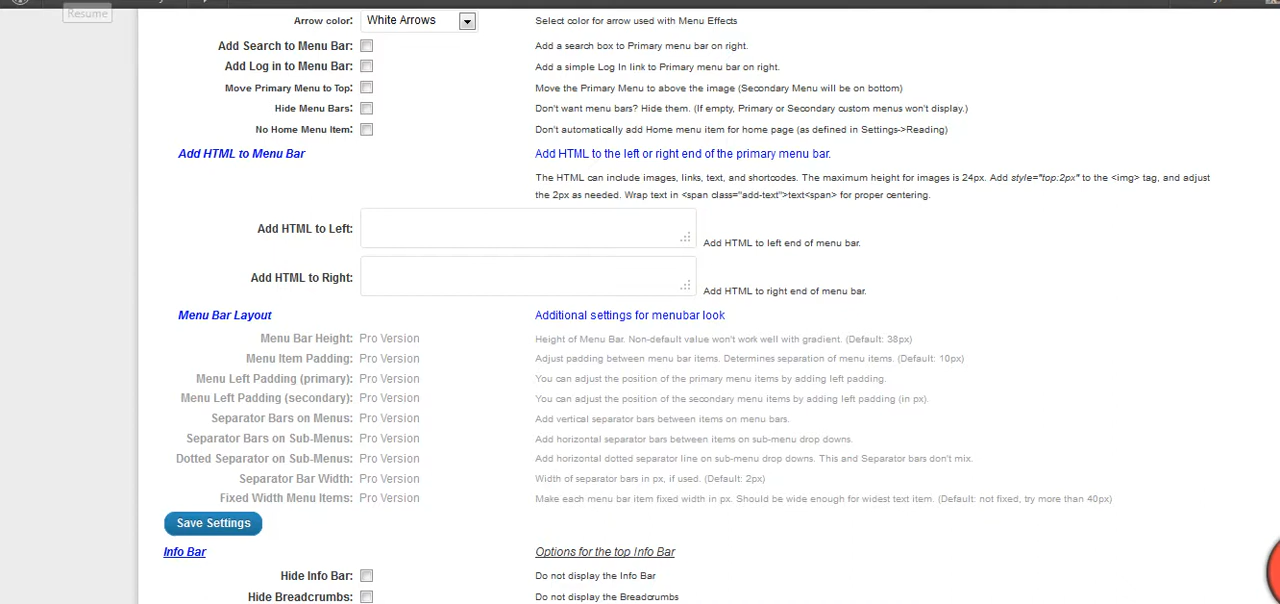 Resume
Arrow color: White Arrows Select color for arrow used with Menu Effects
Add Search to Menu Bar: Add a search box to Primary menu bar on right.
Add Log in to Menu Bar: Add a simple Log In link to Primary menu bar on right.
Move Primary Menu to Top: Move the Primary Menu to above the image (Secondary Menu will be on bottom)
Hide Menu Bars: Don't want menu bars? Hide them. (If empty, Primary or Secondary custom menus won't display.)
No Home Menu Item: Don't automatically add Home menu item for home page (as defined in Settings->Reading)
Add HTML to Menu Bar Add HTML to the left or right end of the primary menu bar.
The HTML can include images, links, text, and shortcodes. The maximum height for images is 24px. Add style="top:2px" to the <img> tag, and adjust
the 2px as needed. Wrap text in <span class="add-text">text<span> for proper centering.
Add HTML to Left: Add HTML to left end of menu bar.
Add HTML to Right: Add HTML to right end of menu bar.
Menu Bar Layout Additional settings for menubar look
Menu Bar Height: Pro Version Height of Menu Bar. Non-default value won't work well with gradient. (Default: 38px)
Menu Item Padding: Pro Version Adjust padding between menu bar items. Determines separation of menu items. (Default: 10px)
Menu Left Padding (primary): Pro Version You can adjust the position of the primary menu items by adding left padding.
Menu Left Padding (secondary): Pro Version You can adjust the position of the secondary menu items by adding left padding (in px).
Separator Bars on Menus: Pro Version Add vertical separator bars between items on menu bars.
Separator Bars on Sub-Menus: Pro Version Add horizontal separator bars between items on sub-menu drop downs.
Dotted Separator on Sub-Menus: Pro Version Add horizontal dotted separator line on sub-menu drop downs. This and Separator bars don't mix.
Separator Bar Width: Pro Version Width of separator bars in px, if used. (Default: 2px)
Fixed Width Menu Items: Pro Version Make each menu bar item fixed width in px. Should be wide enough for widest text item. (Default: not fixed, try more than 40px)
Save Settings
Info Bar Options for the top Info Bar
Hide Info Bar: Do not display the Info Bar
Hide Breadcrumbs: Do not display the Breadcrumbs